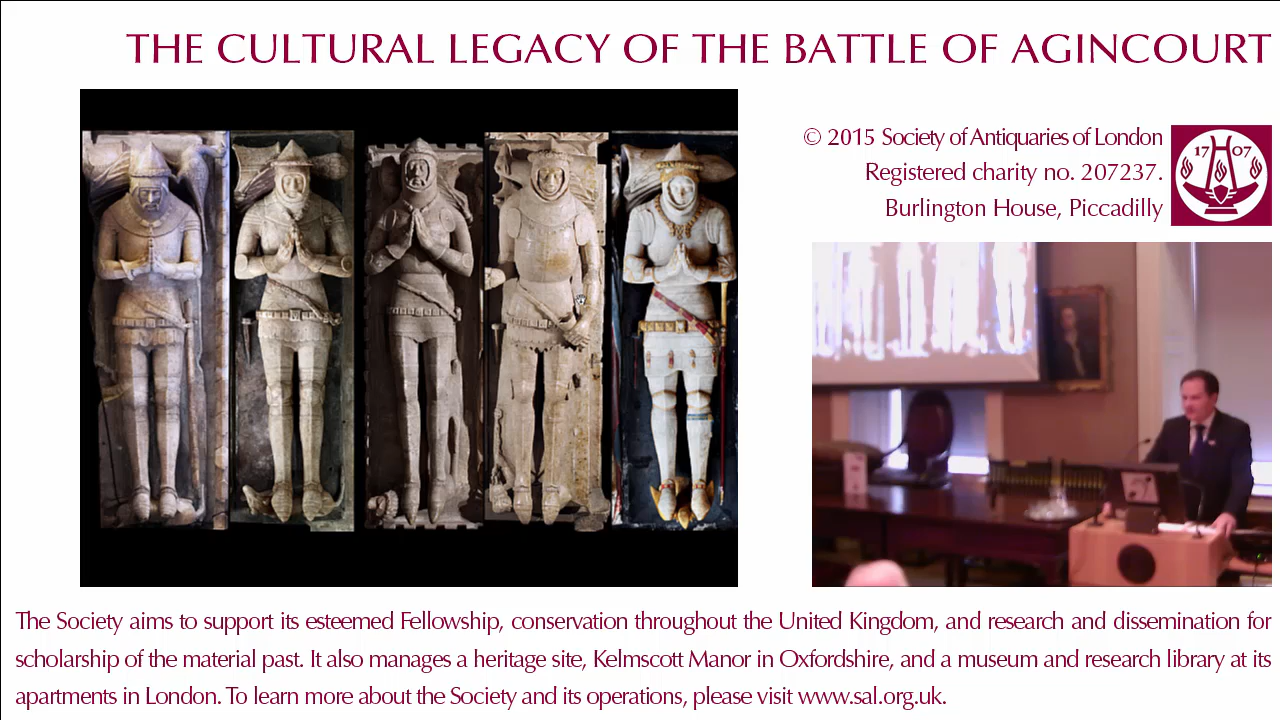 THE CULTURAL LEGACY OF THE BATTLE OF AGINCOURT
© 2015 Society of Antiquaries of London
Registered charity no. 207237.
Burlington House, Piccadilly
17 07
The Society aims to support its esteemed Fellowship, conservation throughout the United Kingdom, and research and dissemination for
scholarship of the material past. It also manages a heritage site, Kelmscott Manor in Oxfordshire, and a museum and research library at its
apartments in London. To learn more about the Society and its operations, please visit www.sal.org.uk.